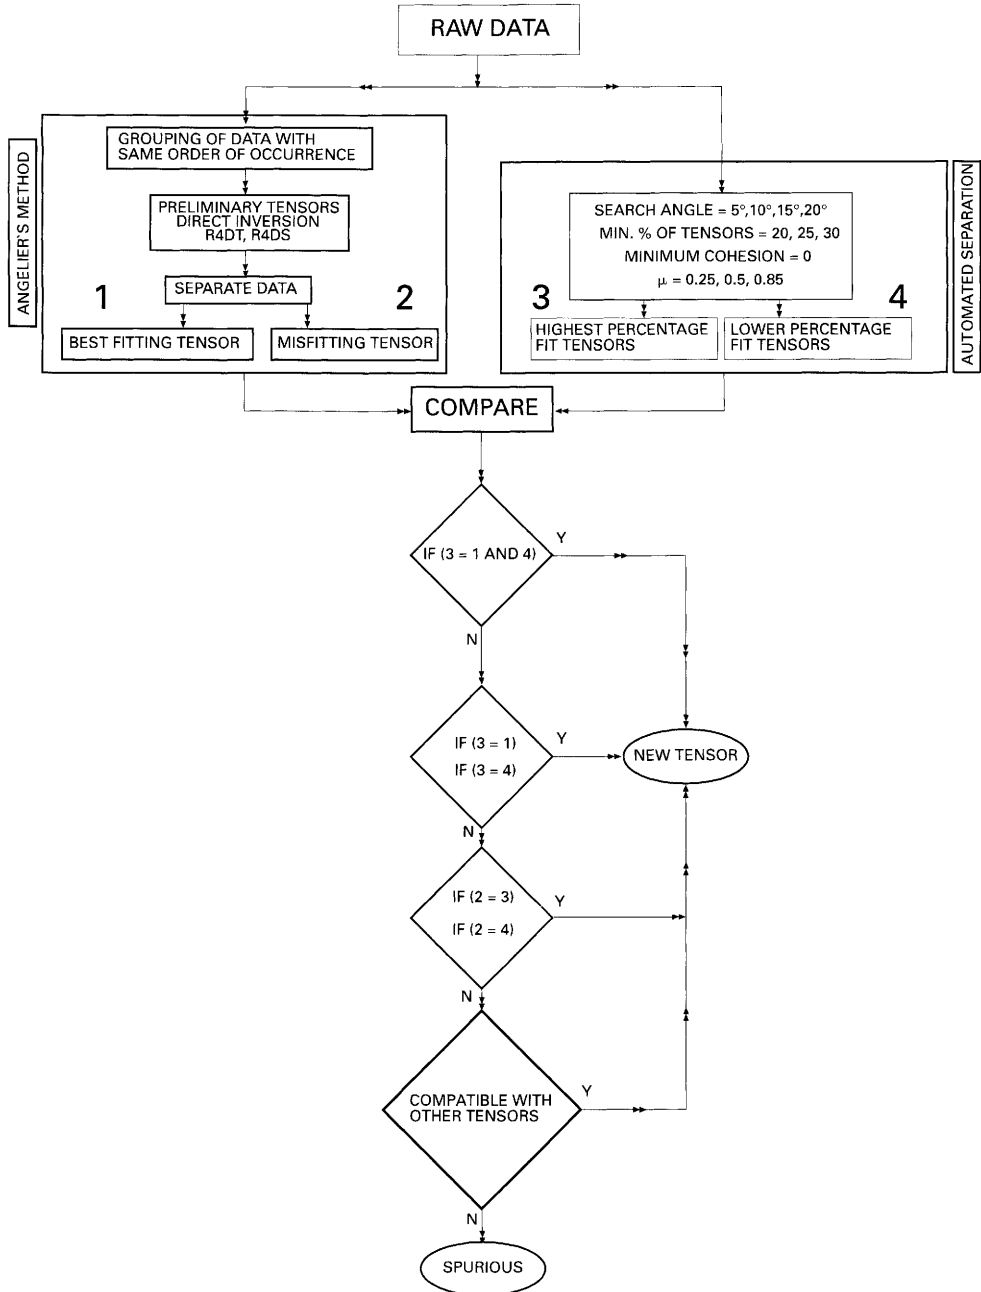 RAW DATA
ANGELIER'S METHOD
GROUPING OF DATA WITH
SAME ORDER OF OCCURRENCE
PRELIMINARY TENSORS
DIRECT INVERSION
R4DT, R4DS
SEPARATE DATA
1
2
BEST FITTING TENSOR
MISFITTING TENSOR
SEARCH ANGLE = 5°,10°,15°,20°
MIN. % OF TENSORS = 20, 25, 30
MINIMUM COHESION = 0
μ = 0.25, 0.5, 0.85
3
4
HIGHEST PERCENTAGE
FIT TENSORS
LOWER PERCENTAGE
FIT TENSORS
AUTOMATED SEPARATION
COMPARE
IF (3 = 1 AND 4)
Y
N
IF (3 = 1)
IF (3 = 4)
Y
NEW TENSOR
N
IF (2 = 3)
IF (2 = 4)
Y
N
COMPATIBLE WITH
OTHER TENSORS
Y
N
SPURIOUS